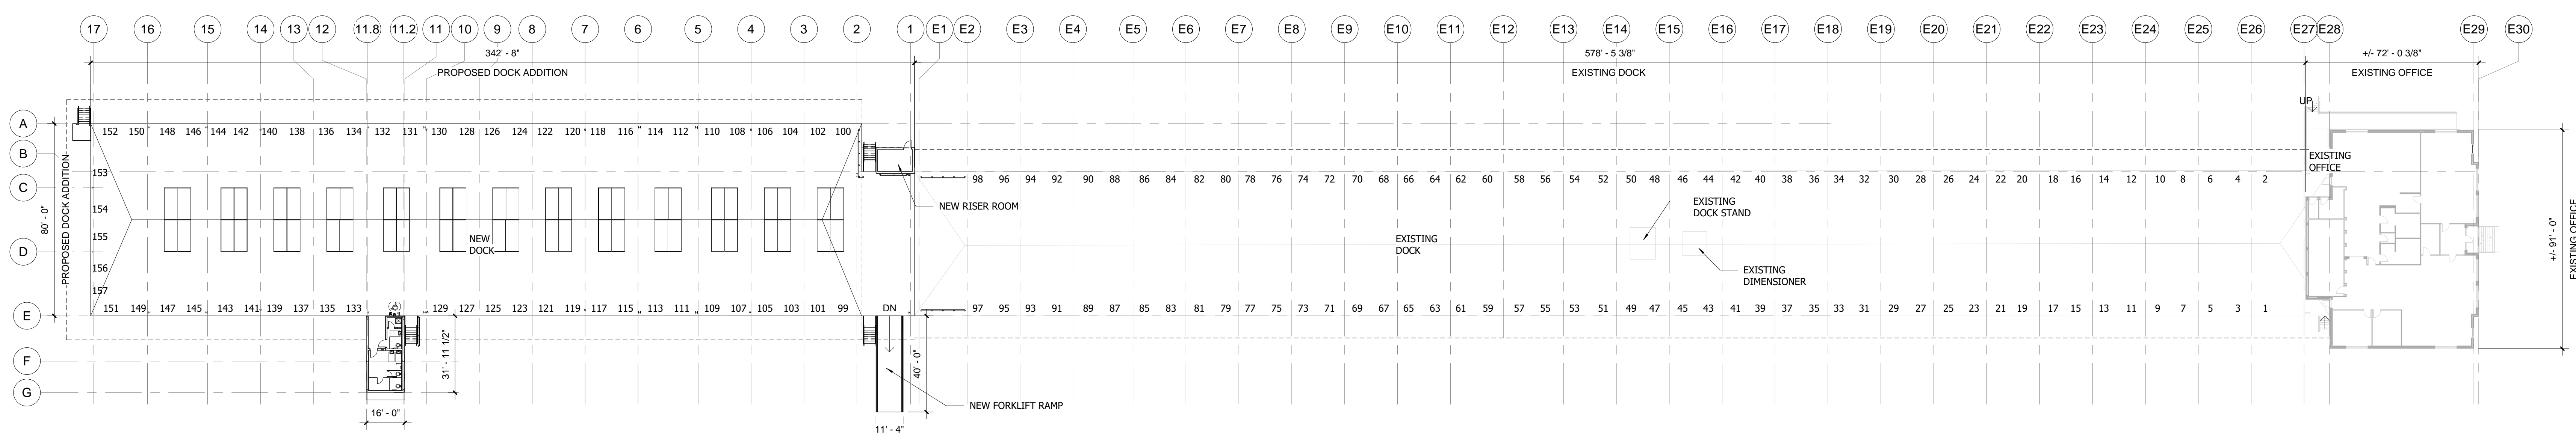 17 16 15 14 13 12 11.8 11.2 11 10 9 8 7 6 5 4 3 2 1 E1 E2 E3 E4 E5 E6 E7 E8 E9 E10 E11 E12 E13 E14 E15 E16 E17 E18 E19 E20 E21 E22 E23 E24 E25 E26 E27 E28 E29 E30
342' - 8" 578' - 5 3/8" +/- 72' - 0 3/8"
PROPOSED DOCK ADDITION EXISTING DOCK EXISTING OFFICE
UP
A
152 150 148 146 144 142 140 138 136 134 132 131 130 128 126 124 122 120 118 116 114 112 110 108 106 104 102 100
B
EXISTING
OFFICE
153
98 96 94 92 90 88 86 84 82 80 78 76 74 72 70 68 66 64 62 60 58 56 54 52 50 48 46 44 42 40 38 36 34 32 30 28 26 24 22 20 18 16 14 12 10 8 6 4 2
C
NEW RISER ROOM
EXISTING
DOCK STAND
154
80' - 0"
PROPOSED DOCK ADDITION
155
NEW
DOCK
EXISTING
DOCK
D
+/- 91' - 0"
EXISTING OFFICE
156
EXISTING
DIMENSIONER
157
151 149 147 145 143 141 139 137 135 133 129 127 125 123 121 119 117 115 113 111 109 107 105 103 101 99 DN 97 95 93 91 89 87 85 83 81 79 77 75 73 71 69 67 65 63 61 59 57 55 53 51 49 47 45 43 41 39 37 35 33 31 29 27 25 23 21 19 17 15 13 11 9 7 5 3 1
E
31' - 11 1/2"
40' - 0"
F
G
NEW FORKLIFT RAMP
16' - 0"
11' - 4"